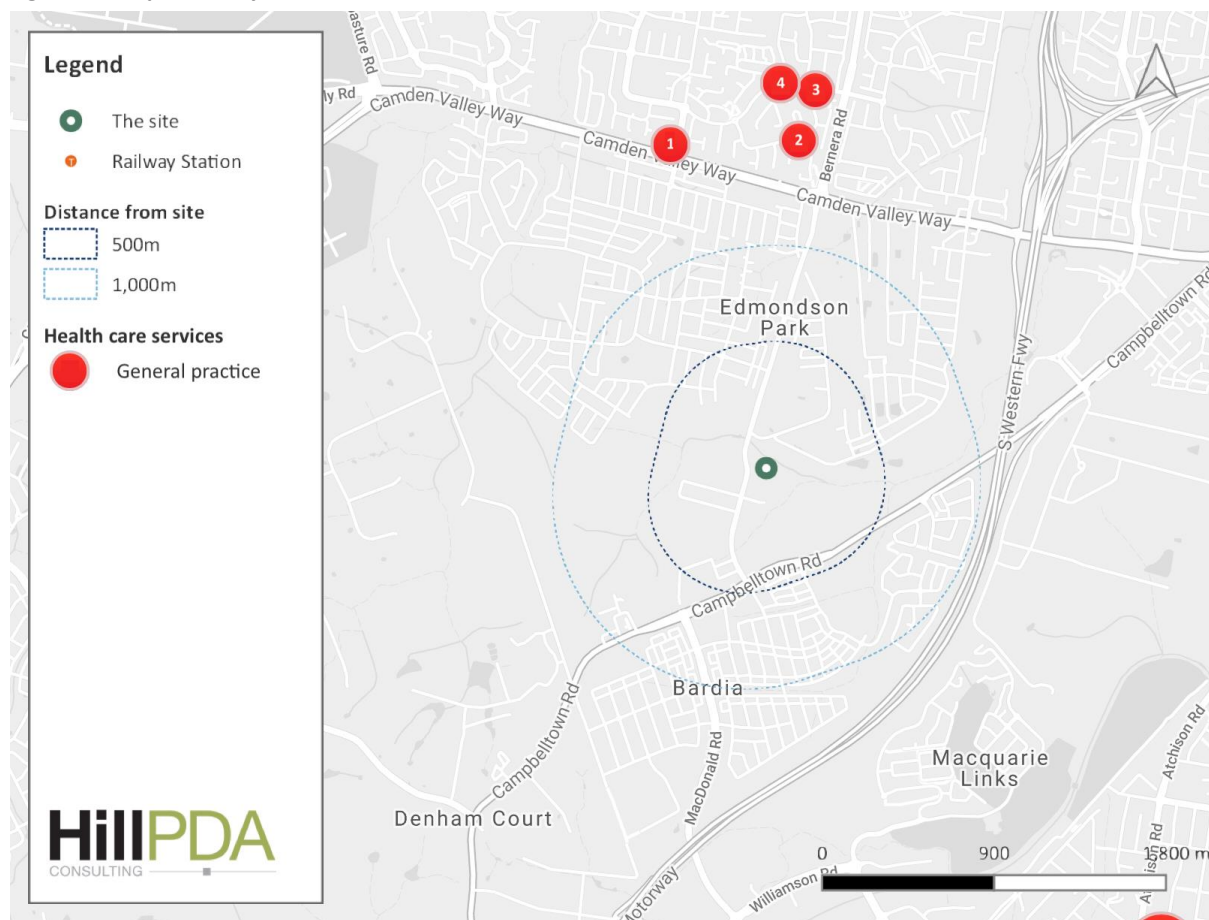 Legend
The site
T
Railway Station
Distance from site
500m
1,000m
Health care services
General practice
HillPDA
CONSULTING
Camden Valley Way
Camden Valley Way
Camden Valley Way
Bernera Rd
4
3
1
2
Edmondson
Park
S Western Fwy
Campbelltown Rd
Campbelltown Rd
Campbelltown Rd
Bardia
MacDonald Rd
Denham Court
Macquarie
Links
Atchison Rd
Williamson Rd
Motorway
0
900
1,800 m